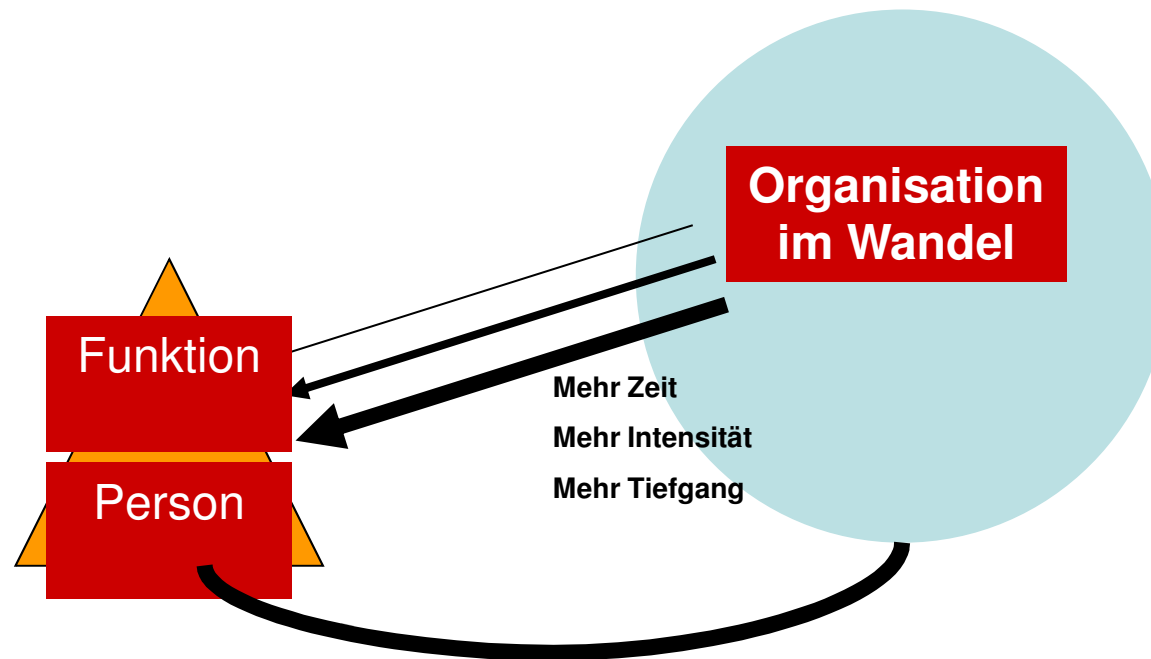 Organisation
im Wandel
Funktion
Mehr Zeit
Mehr Intensität
Mehr Tiefgang
Person